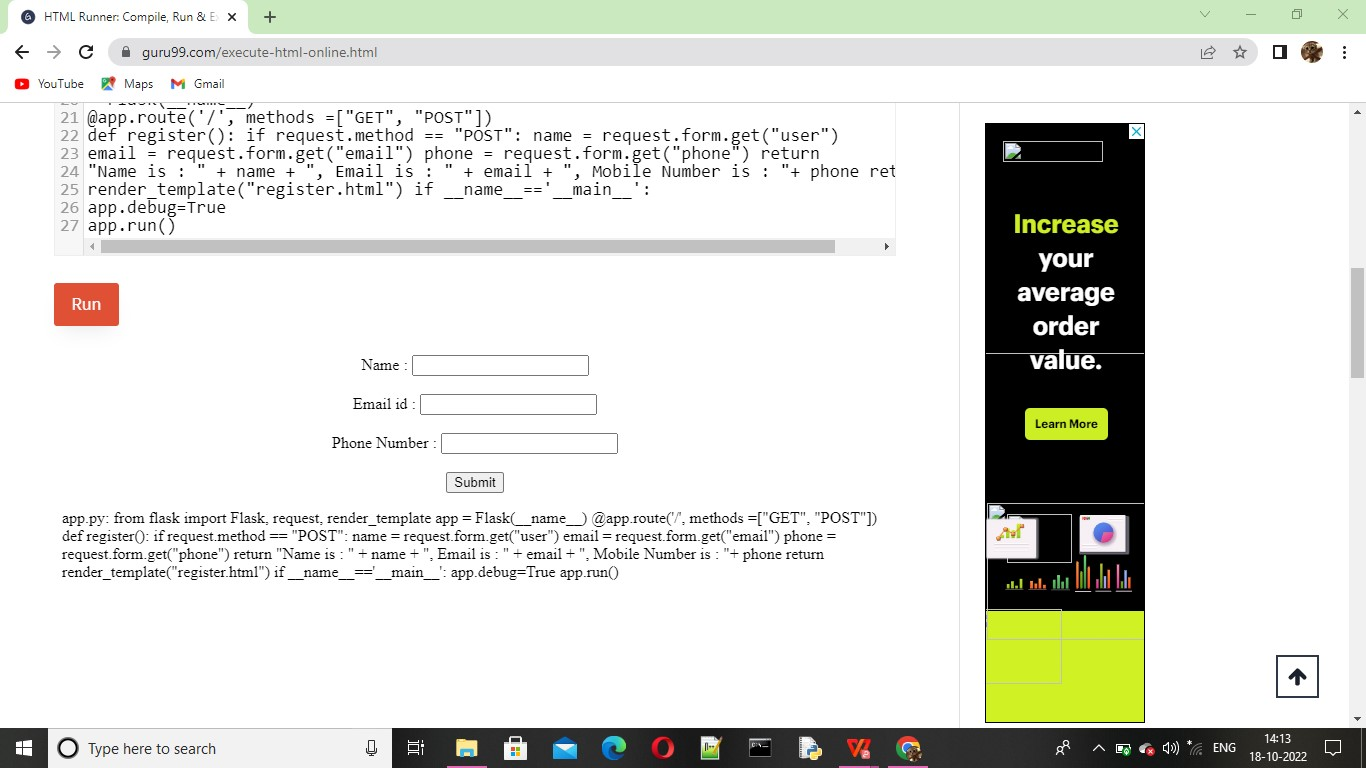 HTML Runner: Compile, Run & E
guru99.com/execute-html-online.html
YouTube Maps Gmail
21 @app.route('/', methods =["GET", "POST"])
22 def register(): if request.method == "POST": name = request.form.get("user")
23 email = request.form.get("email") phone = request.form.get("phone") return
24 "Name is : " + name + ", Email is : " + email + ", Mobile Number is : "+ phone ret
25 render_template("register.html") if __name__=='__main__':
26 app.debug=True
27 app.run()
Run
Name :
Email id :
Phone Number :
Submit
app.py: from flask import Flask, request, render_template app = Flask(__name__) @app.route('/', methods =["GET", "POST"])
def register(): if request.method == "POST": name = request.form.get("user") email = request.form.get("email") phone =
request.form.get("phone") return "Name is : " + name + ", Email is : " + email + ", Mobile Number is : "+ phone return
render_template("register.html") if __name__=='__main__': app.debug=True app.run()
Increase
your
average
order
value.
Learn More
Type here to search
ENG
14:13
18-10-2022